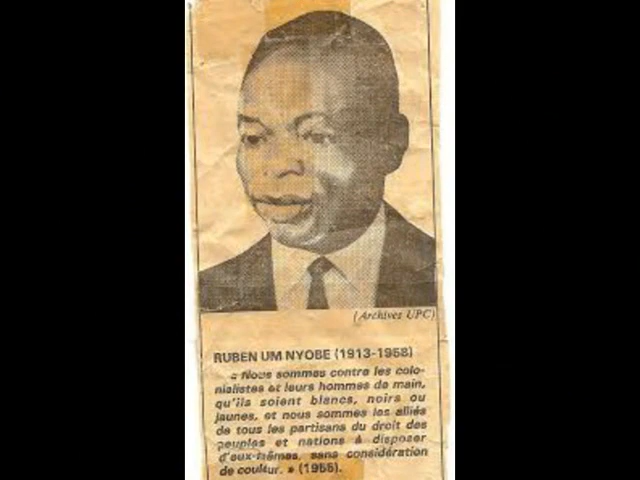 (Archives UPC)
RUBEN UM NYOBE (1913-1958)
« Nous sommes contre les colo-
nialistes et leurs hommes de main,
qu'ils soient blancs, noirs ou
jaunes, et nous sommes les alliés
de tous les partisans du droit des
peuples et nations à disposer
d'eux-mêmes, sans considération
de couleur. » (1955).